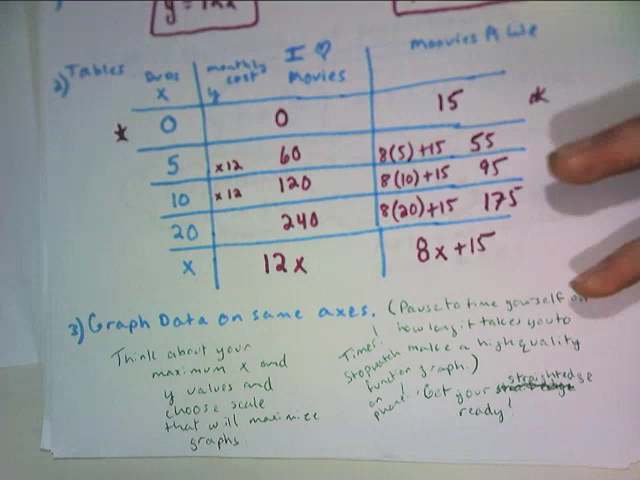 y = 12x
2) Tables
DVDs x
monthly cost y
I ♡ Movies
moovies A we
* 0 0 15 *
5 x12 60 8(5)+15 55
10 x12 120 8(10)+15 95
20 240 8(20)+15 175
x 12x 8x+15
3) Graph Data on same axes.
(Pause to time yourself on
how long it takes you to
make a high quality
function graph.)
Get your straightedge
ready!
Timer!
Stopwatch
on
phone!
Think about your
maximum x and
y values and
choose scale
that will maximize
graphs.